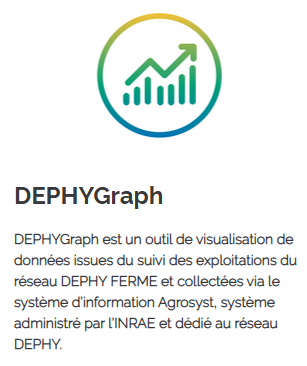 DEPHYGraph
DEPHYGraph est un outil de visualisation de
données issues du suivi des exploitations du
réseau DEPHY FERME et collectées via le
système d'information Agrosyst, système
administré par l'INRAE et dédié au réseau
DEPHY.